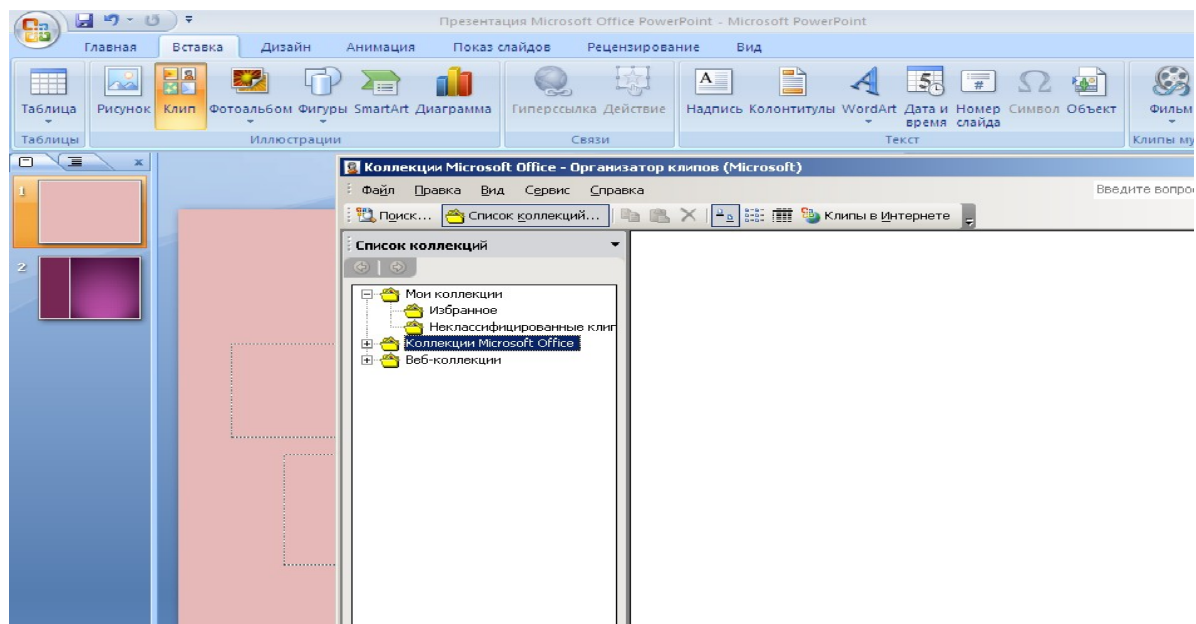 Презентация Microsoft Office PowerPoint - Microsoft PowerPoint
Главная Вставка Дизайн Анимация Показ слайдов Рецензирование Вид
Таблица Рисунок Клип Фотоальбом Фигуры SmartArt Диаграмма Гиперссылка Действие Надпись Колонтитулы WordArt Дата и время Номер слайда Символ Объект Фильм
Таблицы Иллюстрации Связи Текст Клипы му
Коллекции Microsoft Office - Организатор клипов (Microsoft)
Файл Правка Вид Сервис Справка Введите вопро
Поиск... Список коллекций... Клипы в Интернете
Список коллекций
1
Мои коллекции
Избранное
2
Неклассифицированные клип
Коллекции Microsoft Office
Веб-коллекции